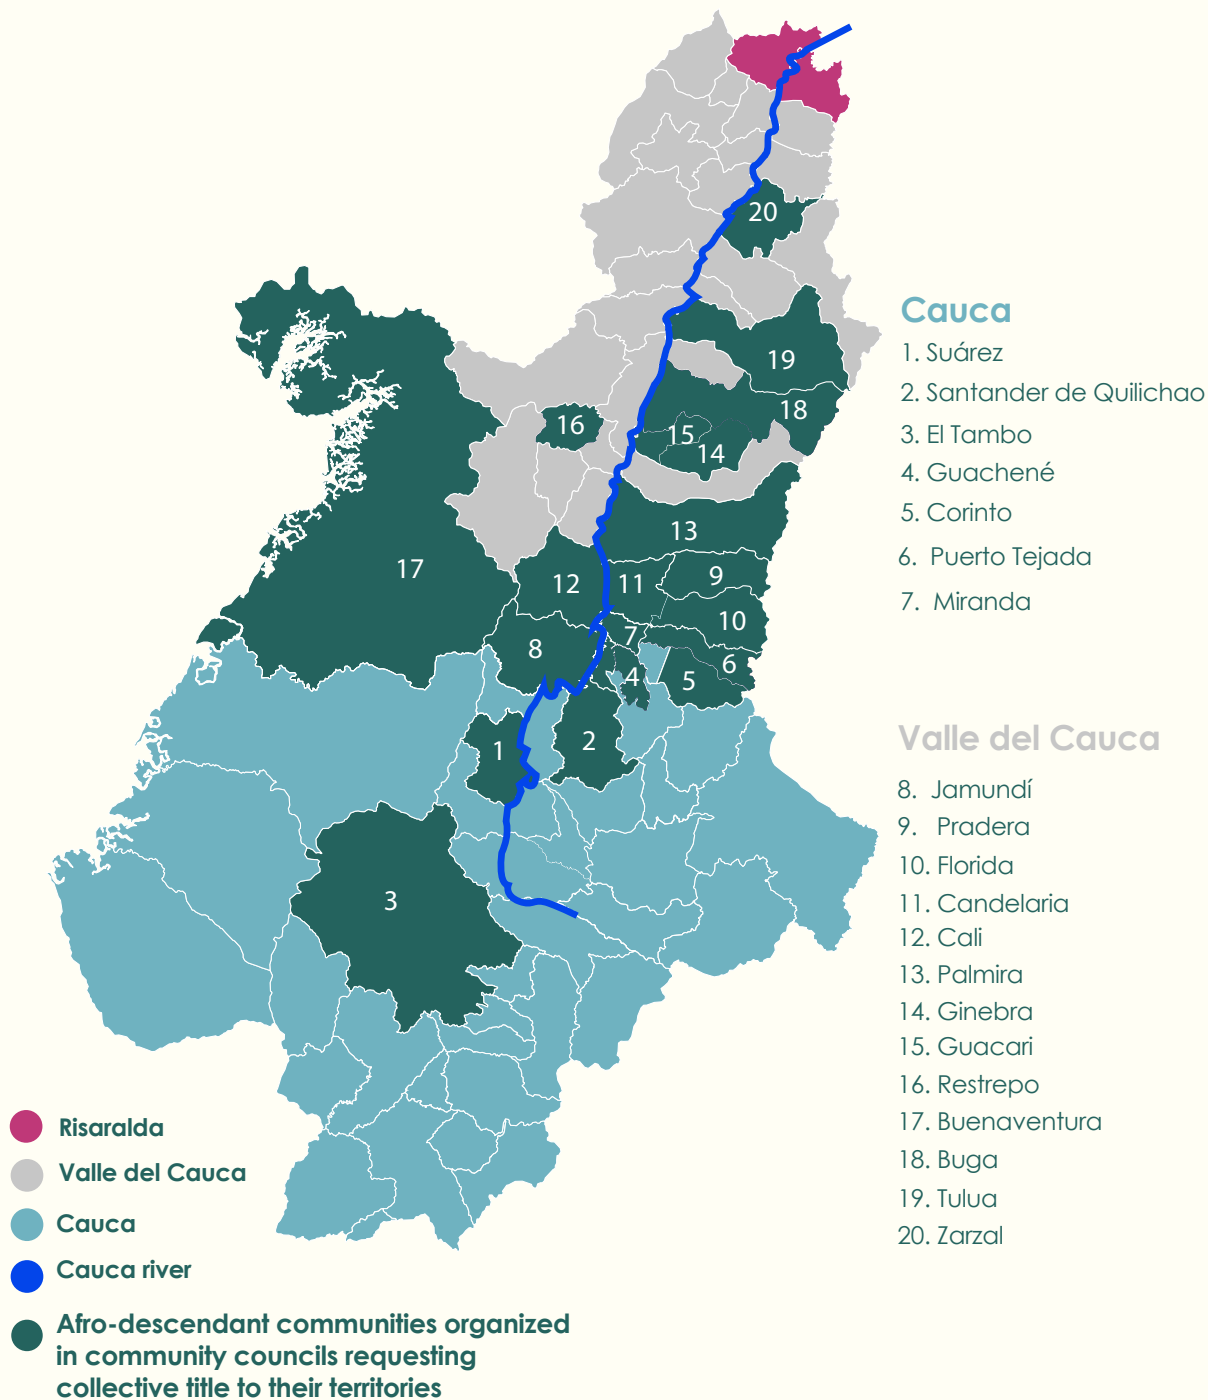 20
19
18
16
15
14
13
17
12
11
9
10
7
8
6
4
5
2
1
3
Cauca
1. Suárez
2. Santander de Quilichao
3. El Tambo
4. Guachené
5. Corinto
6. Puerto Tejada
7. Miranda
Valle del Cauca
8. Jamundí
9. Pradera
10. Florida
11. Candelaria
12. Cali
13. Palmira
14. Ginebra
15. Guacari
16. Restrepo
17. Buenaventura
18. Buga
19. Tulua
20. Zarzal
Risaralda
Valle del Cauca
Cauca
Cauca river
Afro-descendant communities organized
in community councils requesting
collective title to their territories